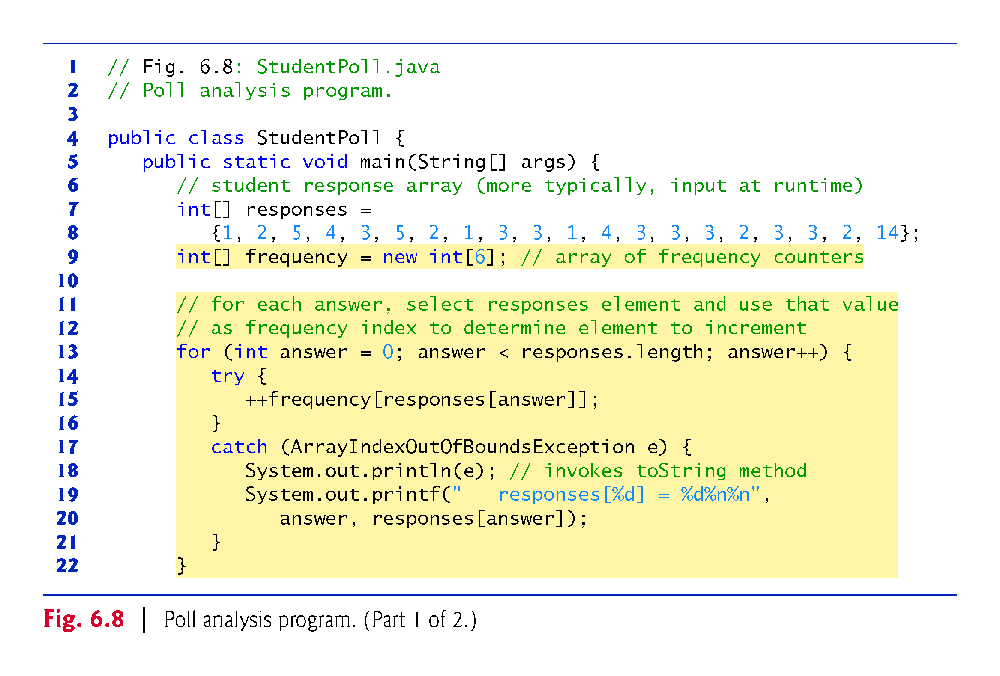 1 // Fig. 6.8: StudentPoll.java
2 // Poll analysis program.
3
4 public class StudentPoll {
5    public static void main(String[] args) {
6       // student response array (more typically, input at runtime)
7       int[] responses =
8          {1, 2, 5, 4, 3, 5, 2, 1, 3, 3, 1, 4, 3, 3, 3, 2, 3, 3, 2, 14};
9       int[] frequency = new int[6]; // array of frequency counters
10
11       // for each answer, select responses element and use that value
12       // as frequency index to determine element to increment
13       for (int answer = 0; answer < responses.length; answer++) {
14          try {
15             ++frequency[responses[answer]];
16          }
17          catch (ArrayIndexOutOfBoundsException e) {
18             System.out.println(e); // invokes toString method
19             System.out.printf("   responses[%d] = %d%n%n",
20                answer, responses[answer]);
21          }
22       }
Fig. 6.8 | Poll analysis program. (Part 1 of 2.)